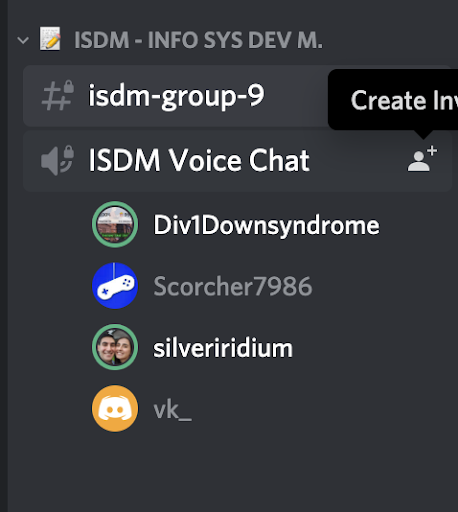 ISDM - INFO SYS DEV M.
isdm-group-9
Create Inv
ISDM Voice Chat
Div1Downsyndrome
Scorcher7986
silveriridium
vk_